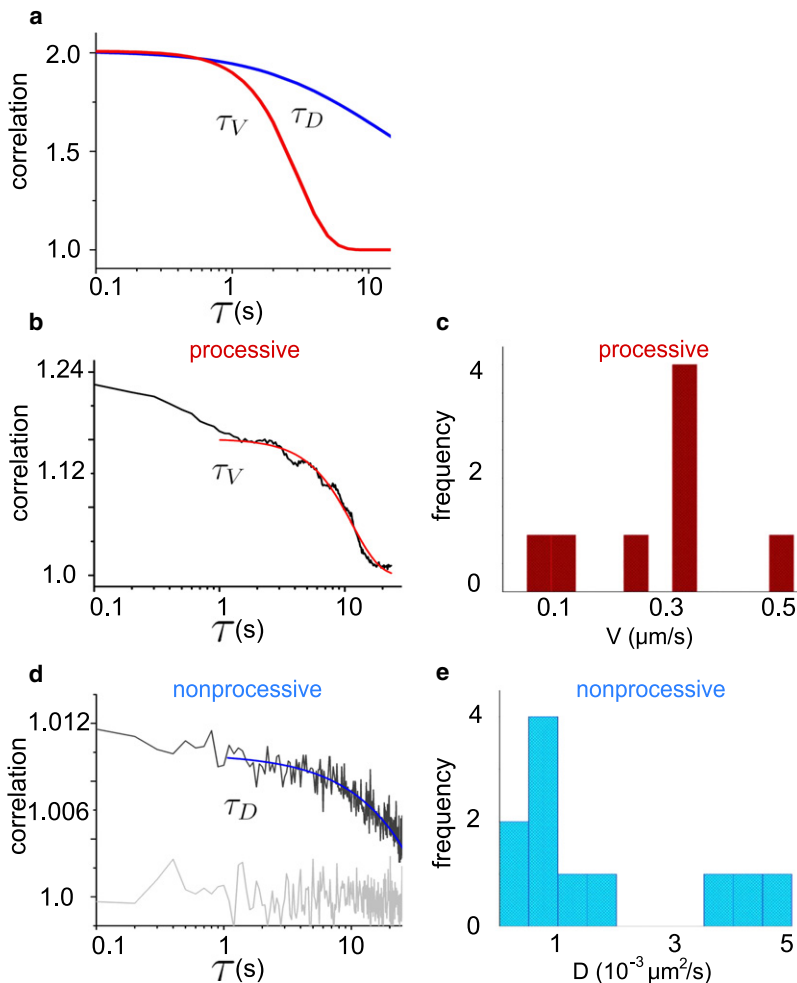 a
correlation
2.0
1.5
1.0
τV
τD
0.1
1
10
τ(s)
b
processive
correlation
1.24
1.12
1.0
τV
0.1
1
10
τ(s)
c
processive
frequency
4
2
0
0.1
0.3
0.5
V (µm/s)
d
nonprocessive
correlation
1.012
1.006
1.0
τD
0.1
1
10
τ(s)
e
nonprocessive
frequency
4
2
0
1
3
5
D (10⁻³ µm²/s)